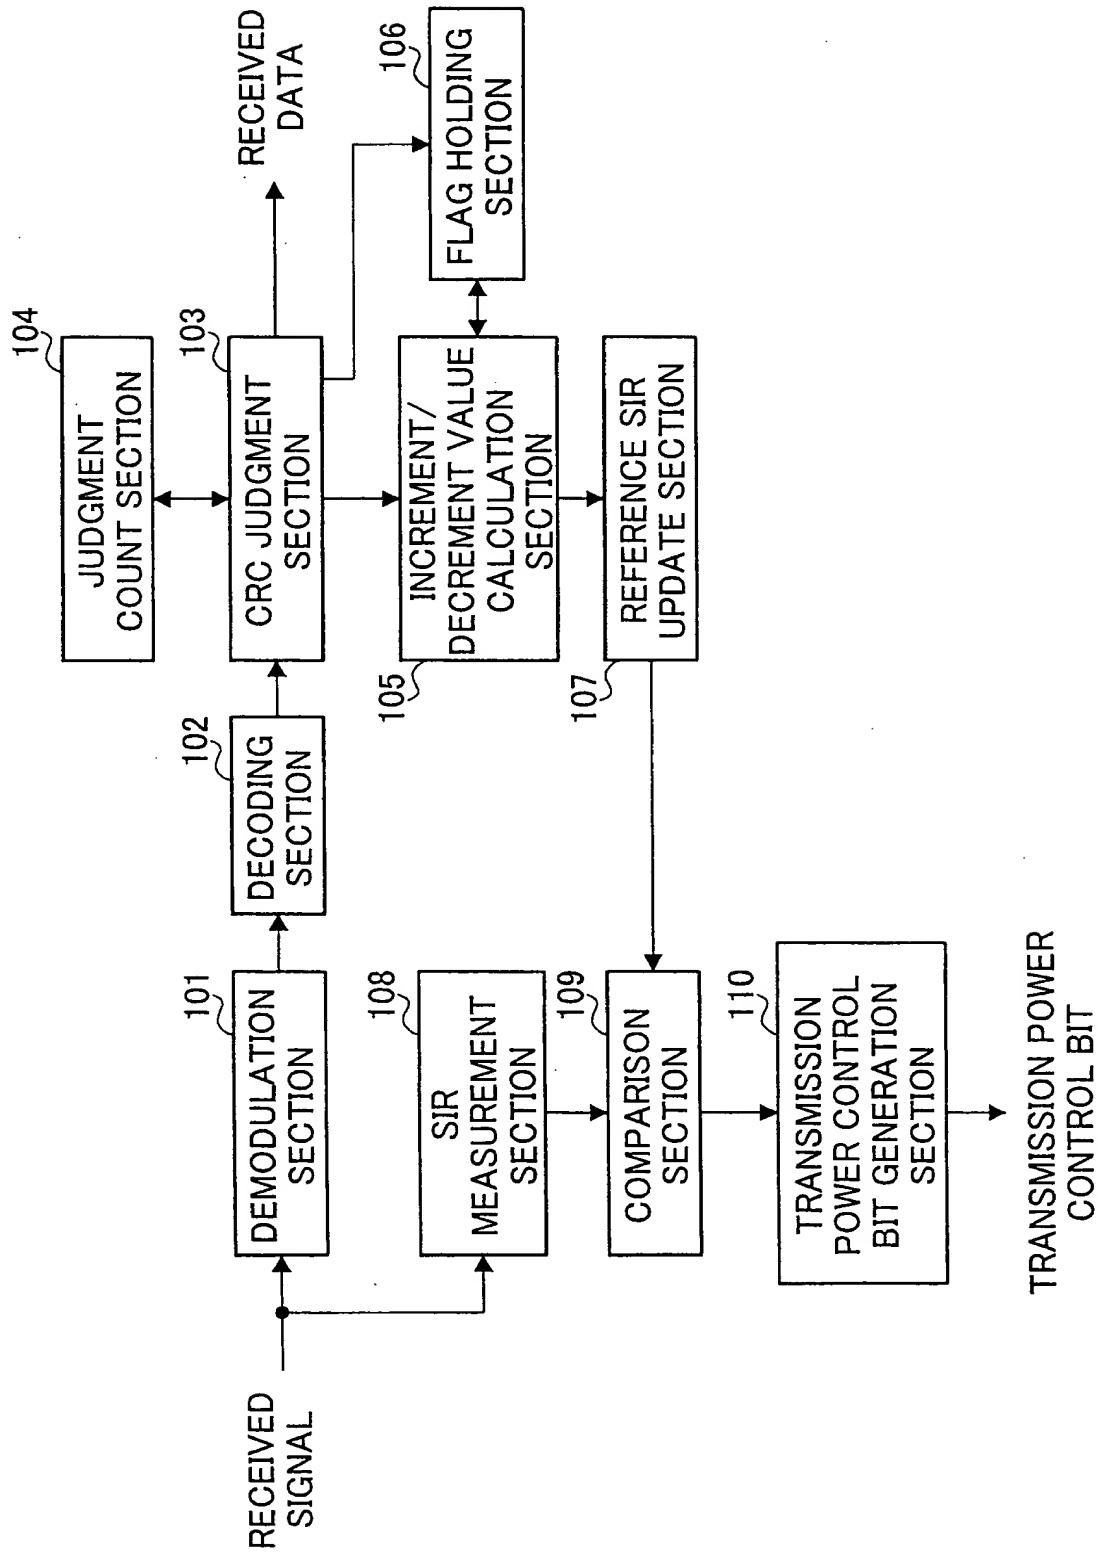 RECEIVED
SIGNAL
101
DEMODULATION
SECTION
102
DECODING
SECTION
103
CRC JUDGMENT
SECTION
104
JUDGMENT
COUNT SECTION
RECEIVED
DATA
105
INCREMENT/
DECREMENT VALUE
CALCULATION
SECTION
106
FLAG HOLDING
SECTION
107
REFERENCE SIR
UPDATE SECTION
108
SIR
MEASUREMENT
SECTION
109
COMPARISON
SECTION
110
TRANSMISSION
POWER CONTROL
BIT GENERATION
SECTION
TRANSMISSION POWER
CONTROL BIT